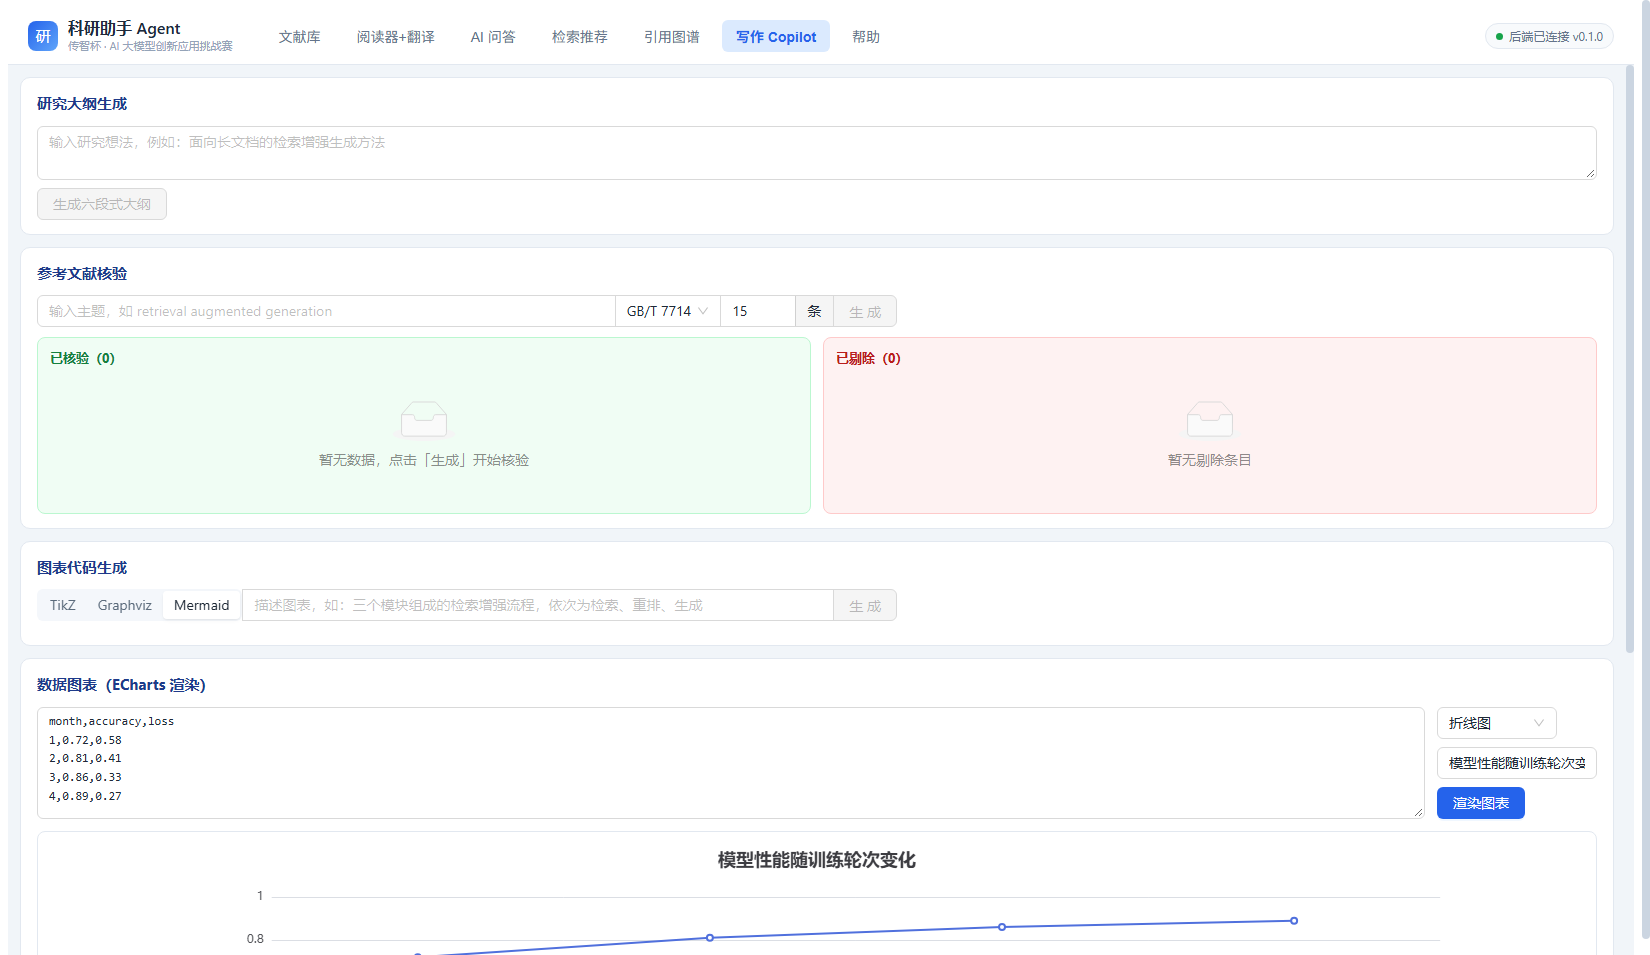 研
科研助手 Agent
传智杯 · AI 大模型创新应用挑战赛
文献库
阅读器+翻译
AI 问答
检索推荐
引用图谱
写作 Copilot
帮助
后端已连接 v0.1.0
研究大纲生成
输入研究想法，例如：面向长文档的检索增强生成方法
生成六段式大纲
参考文献核验
输入主题，如 retrieval augmented generation
GB/T 7714
15
条
生 成
已核验（0）
暂无数据，点击「生成」开始核验
已剔除（0）
暂无剔除条目
图表代码生成
TikZ
Graphviz
Mermaid
描述图表，如：三个模块组成的检索增强流程，依次为检索、重排、生成
生 成
数据图表（ECharts 渲染）
month,accuracy,loss
1,0.72,0.58
2,0.81,0.41
3,0.86,0.33
4,0.89,0.27
折线图
模型性能随训练轮次变
渲染图表
模型性能随训练轮次变化
1
0.8